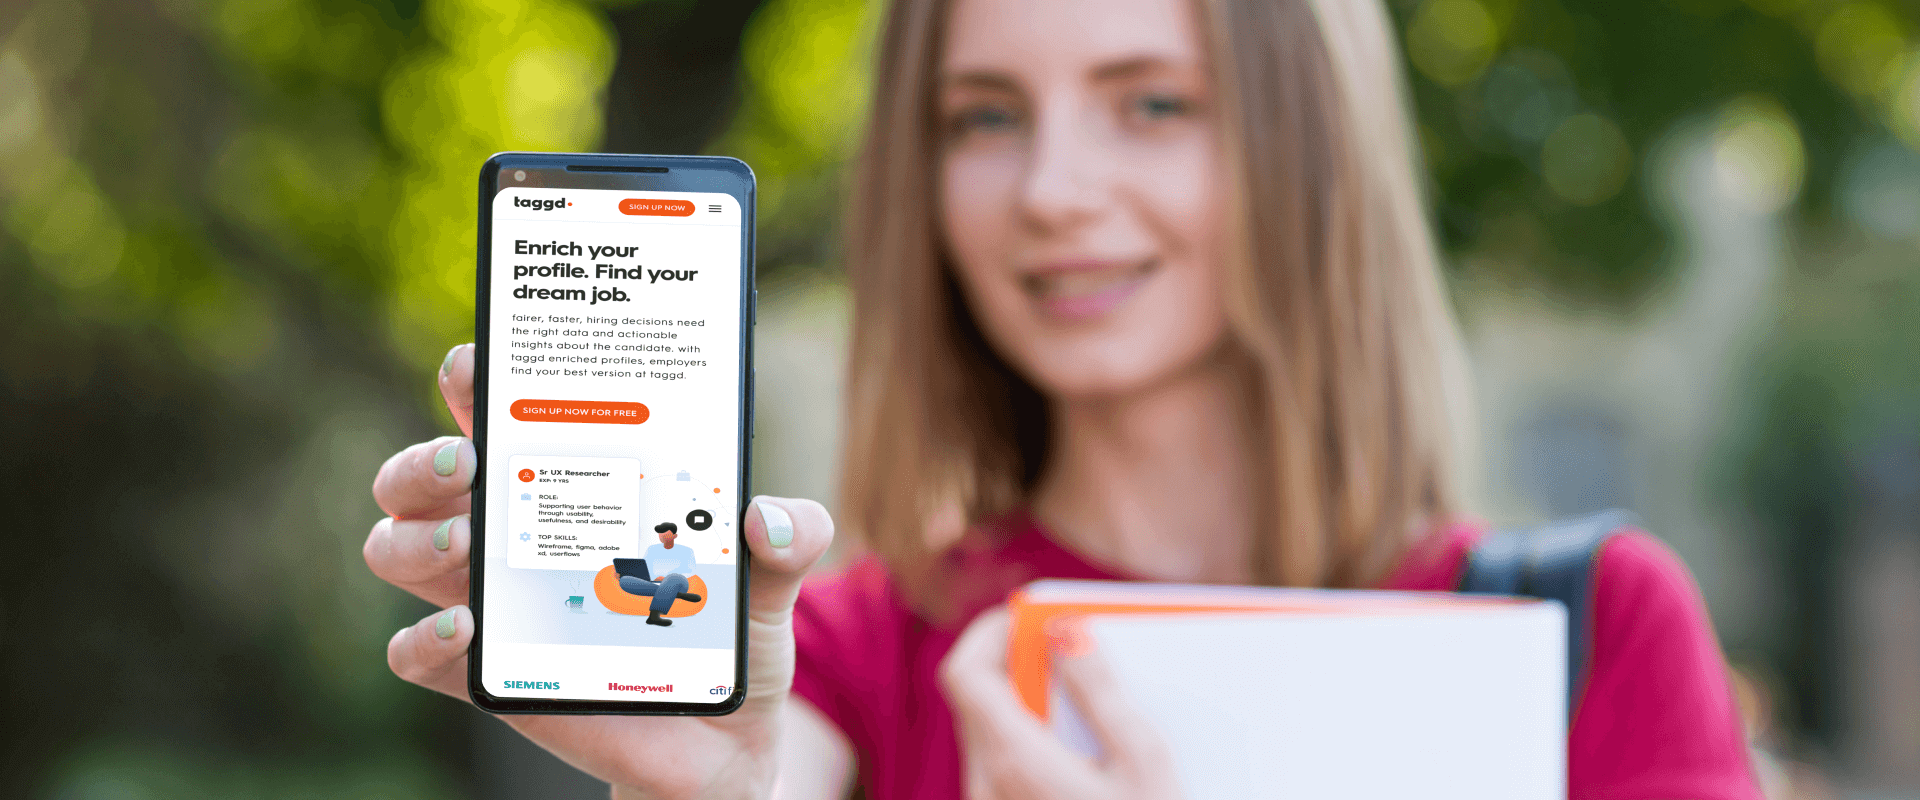 taggd
SIGN UP NOW
Enrich your
profile. Find your
dream job.
fairer, faster, hiring decisions need
the right data and actionable
insights about the candidate. with
taggd enriched profiles, employers
find your best version at taggd.
SIGN UP NOW FOR FREE
Sr UX Researcher
EXP: 9 YRS
ROLE:
Supporting user behavior
through usability,
usefulness, and desirability
TOP SKILLS:
Wireframe, figma, adobe
xd, userflows
SIEMENS
Honeywell
citi